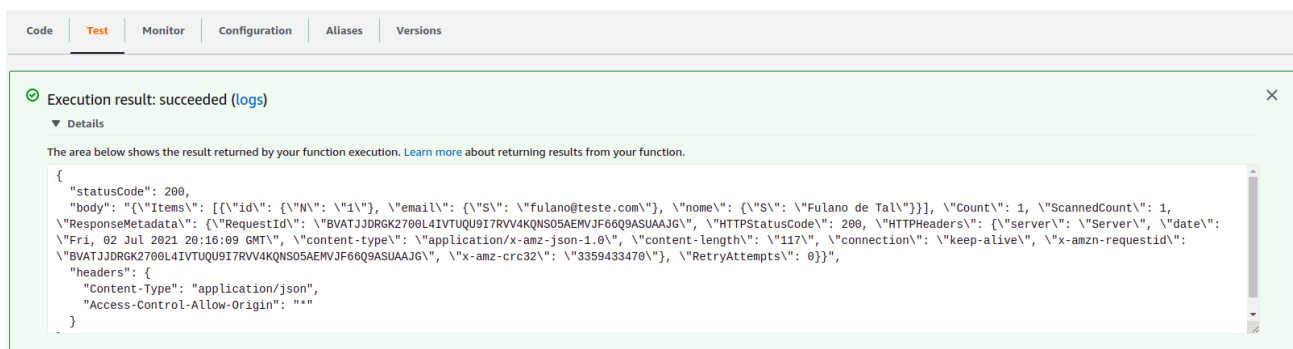 Code Test Monitor Configuration Aliases Versions
Execution result: succeeded (logs)
▼ Details
The area below shows the result returned by your function execution. Learn more about returning results from your function.
{
"statusCode": 200,
"body": "{\"Items\": [{\"id\": {\"N\": \"1\"}, \"email\": {\"S\": \"fulano@teste.com\"}, \"nome\": {\"S\": \"Fulano de Tal\"}}], \"Count\": 1, \"ScannedCount\": 1,
\"ResponseMetadata\": {\"RequestId\": \"BVATJJDRGK2700L4IVTUQU9I7RVV4KQNSO5AEMVJF66Q9ASUAAJG\", \"HTTPStatusCode\": 200, \"HTTPHeaders\": {\"server\": \"Server\", \"date\":
\"Fri, 02 Jul 2021 20:16:09 GMT\", \"content-type\": \"application/x-amz-json-1.0\", \"content-length\": \"117\", \"connection\": \"keep-alive\", \"x-amzn-requestid\":
\"BVATJJDRGK2700L4IVTUQU9I7RVV4KQNSO5AEMVJF66Q9ASUAAJG\", \"x-amz-crc32\": \"3359433470\"}, \"RetryAttempts\": 0}}",
"headers": {
"Content-Type": "application/json",
"Access-Control-Allow-Origin": "*"
}